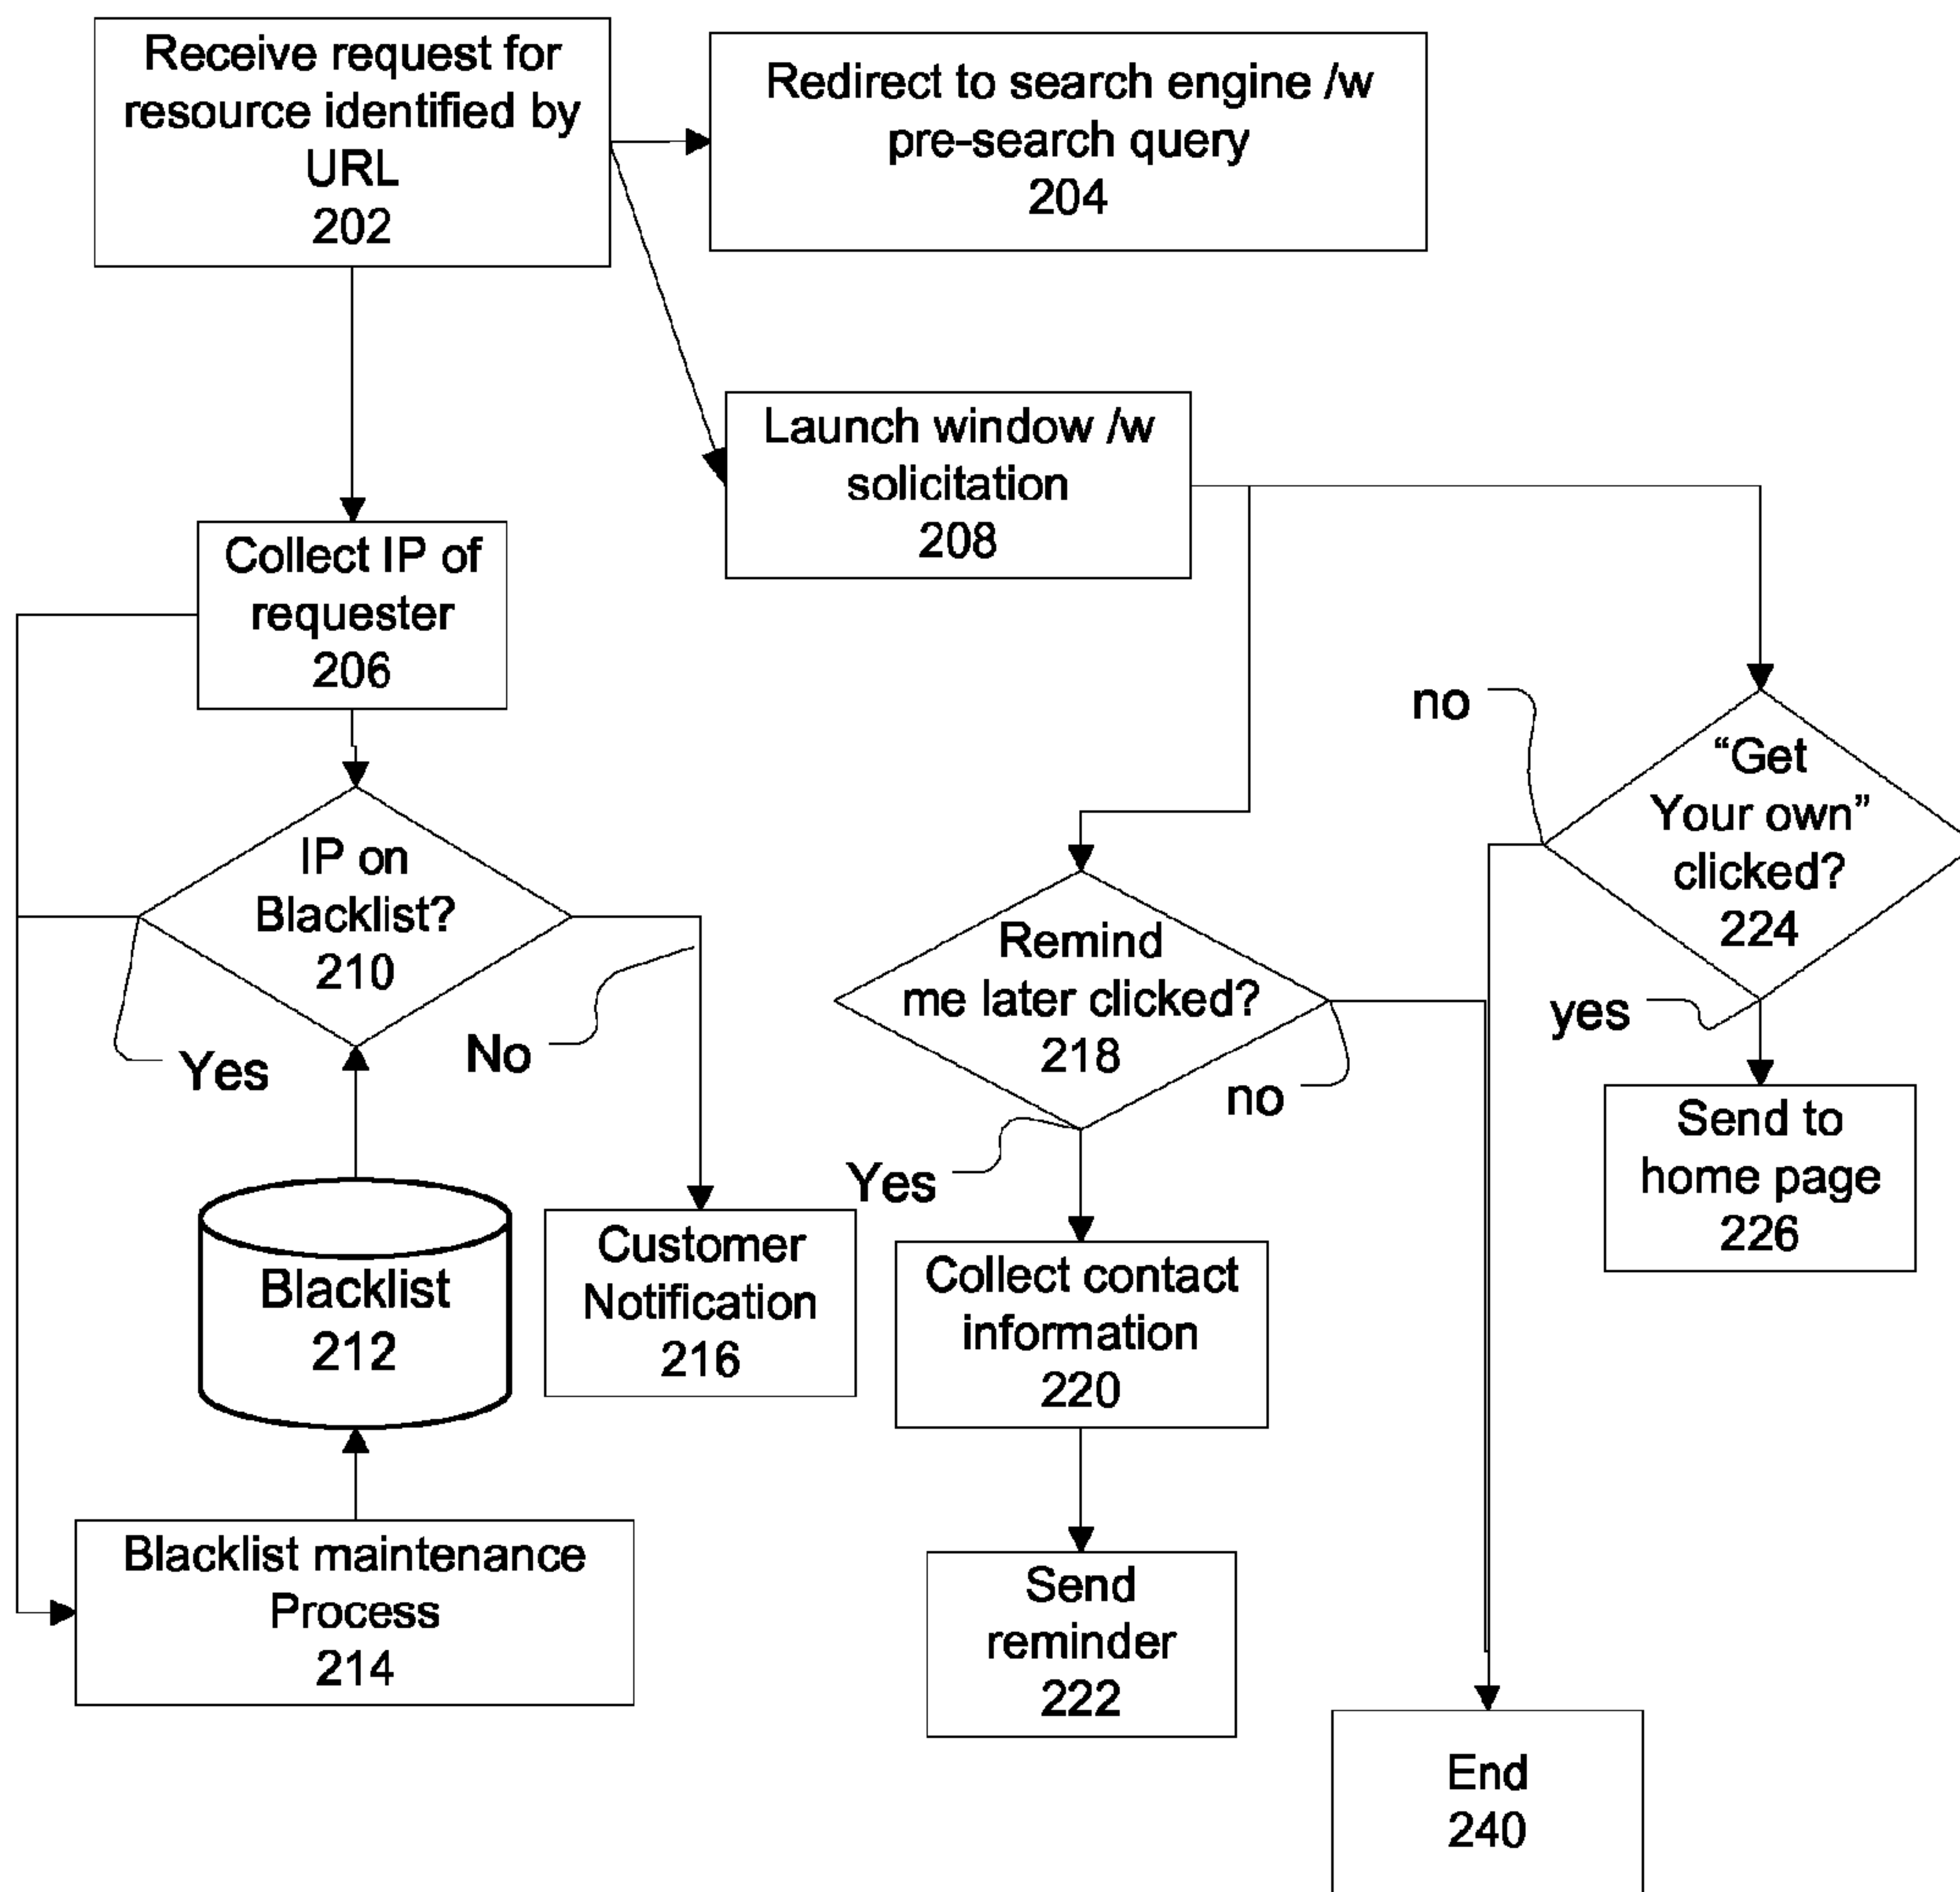 Receive request for
resource identified by
URL
202
Redirect to search engine /w
pre-search query
204
Launch window /w
solicitation
208
Collect IP of
requester
206
IP on
Blacklist?
210
Yes
No
Blacklist
212
Customer
Notification
216
Blacklist maintenance
Process
214
Remind
me later clicked?
218
no
Yes
Collect contact
information
220
Send
reminder
222
no
“Get
Your own”
clicked?
224
yes
Send to
home page
226
End
240